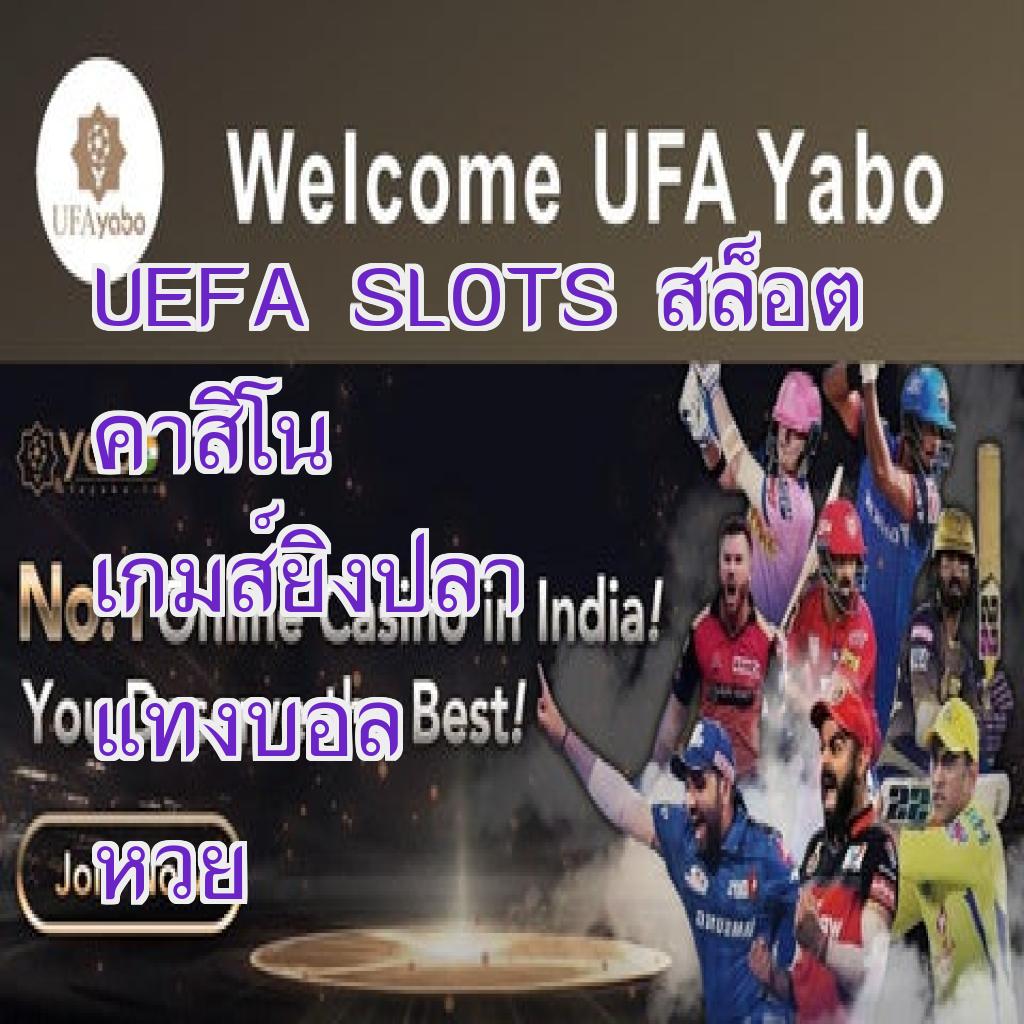 UFAyabo
Welcome UFA Yabo
UEFA SLOTS สล็อต
คาสิโน
เกมส์ยิงปลา
No.1 Online Casino in India!
แทงบอล
Best!
หวย
22